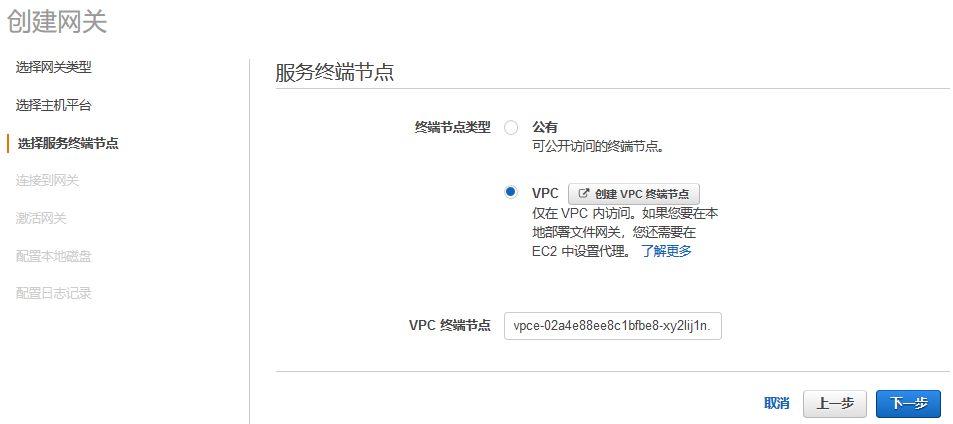 创建网关
选择网关类型
选择主机平台
选择服务终端节点
连接到网关
激活网关
配置本地磁盘
配置日志记录
服务终端节点
终端节点类型
公有
可公开访问的终端节点。
VPC
创建 VPC 终端节点
仅在 VPC 内访问。如果您要在本
地部署文件网关，您还需要在
EC2 中设置代理。 了解更多
VPC 终端节点
vpce-02a4e88ee8c1bfbe8-xy2lij1n.
取消
上一步
下一步